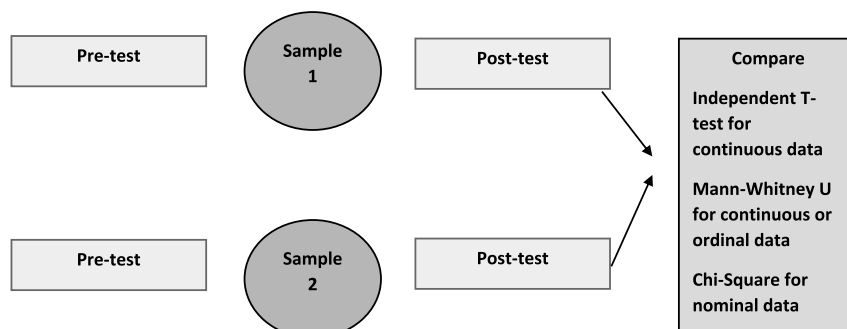 Pre-test
Sample
1
Post-test
Pre-test
Sample
2
Post-test
Compare
Independent T-
test for
continuous data
Mann-Whitney U
for continuous or
ordinal data
Chi-Square for
nominal data